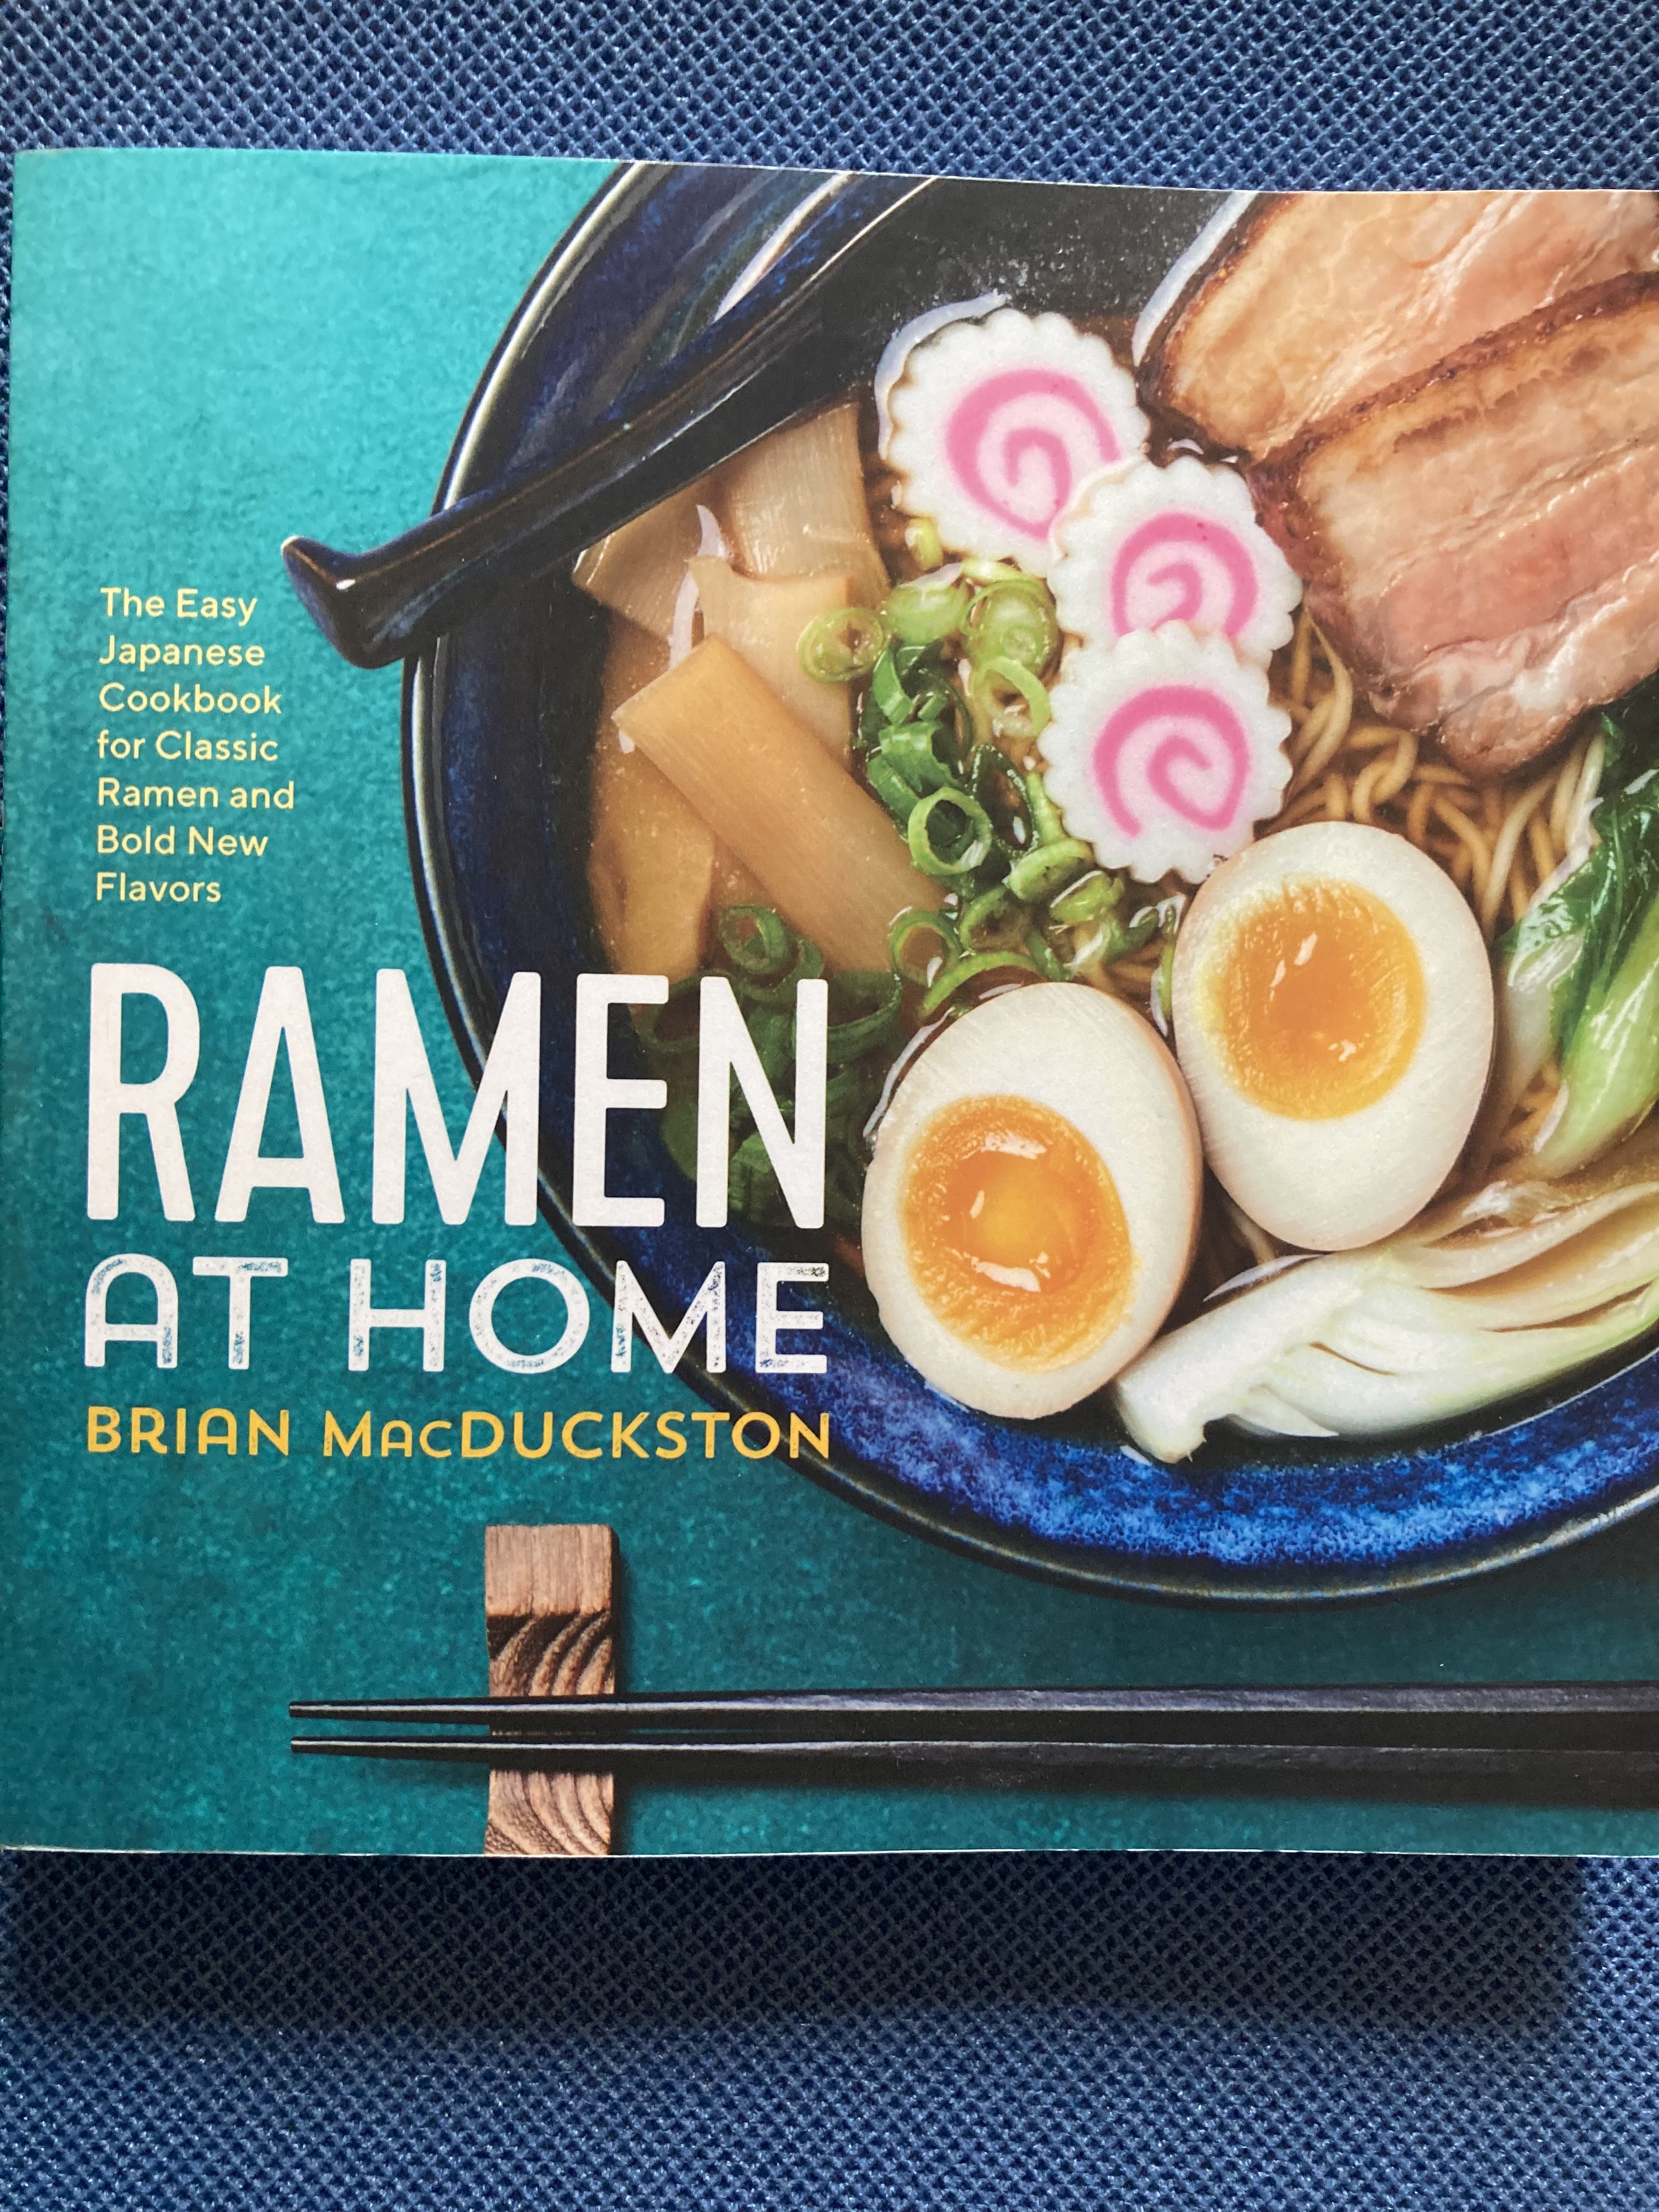 The Easy
Japanese
Cookbook
for Classic
Ramen and
Bold New
Flavors
RAMEN
AT HOME
BRIAN MacDUCKSTON